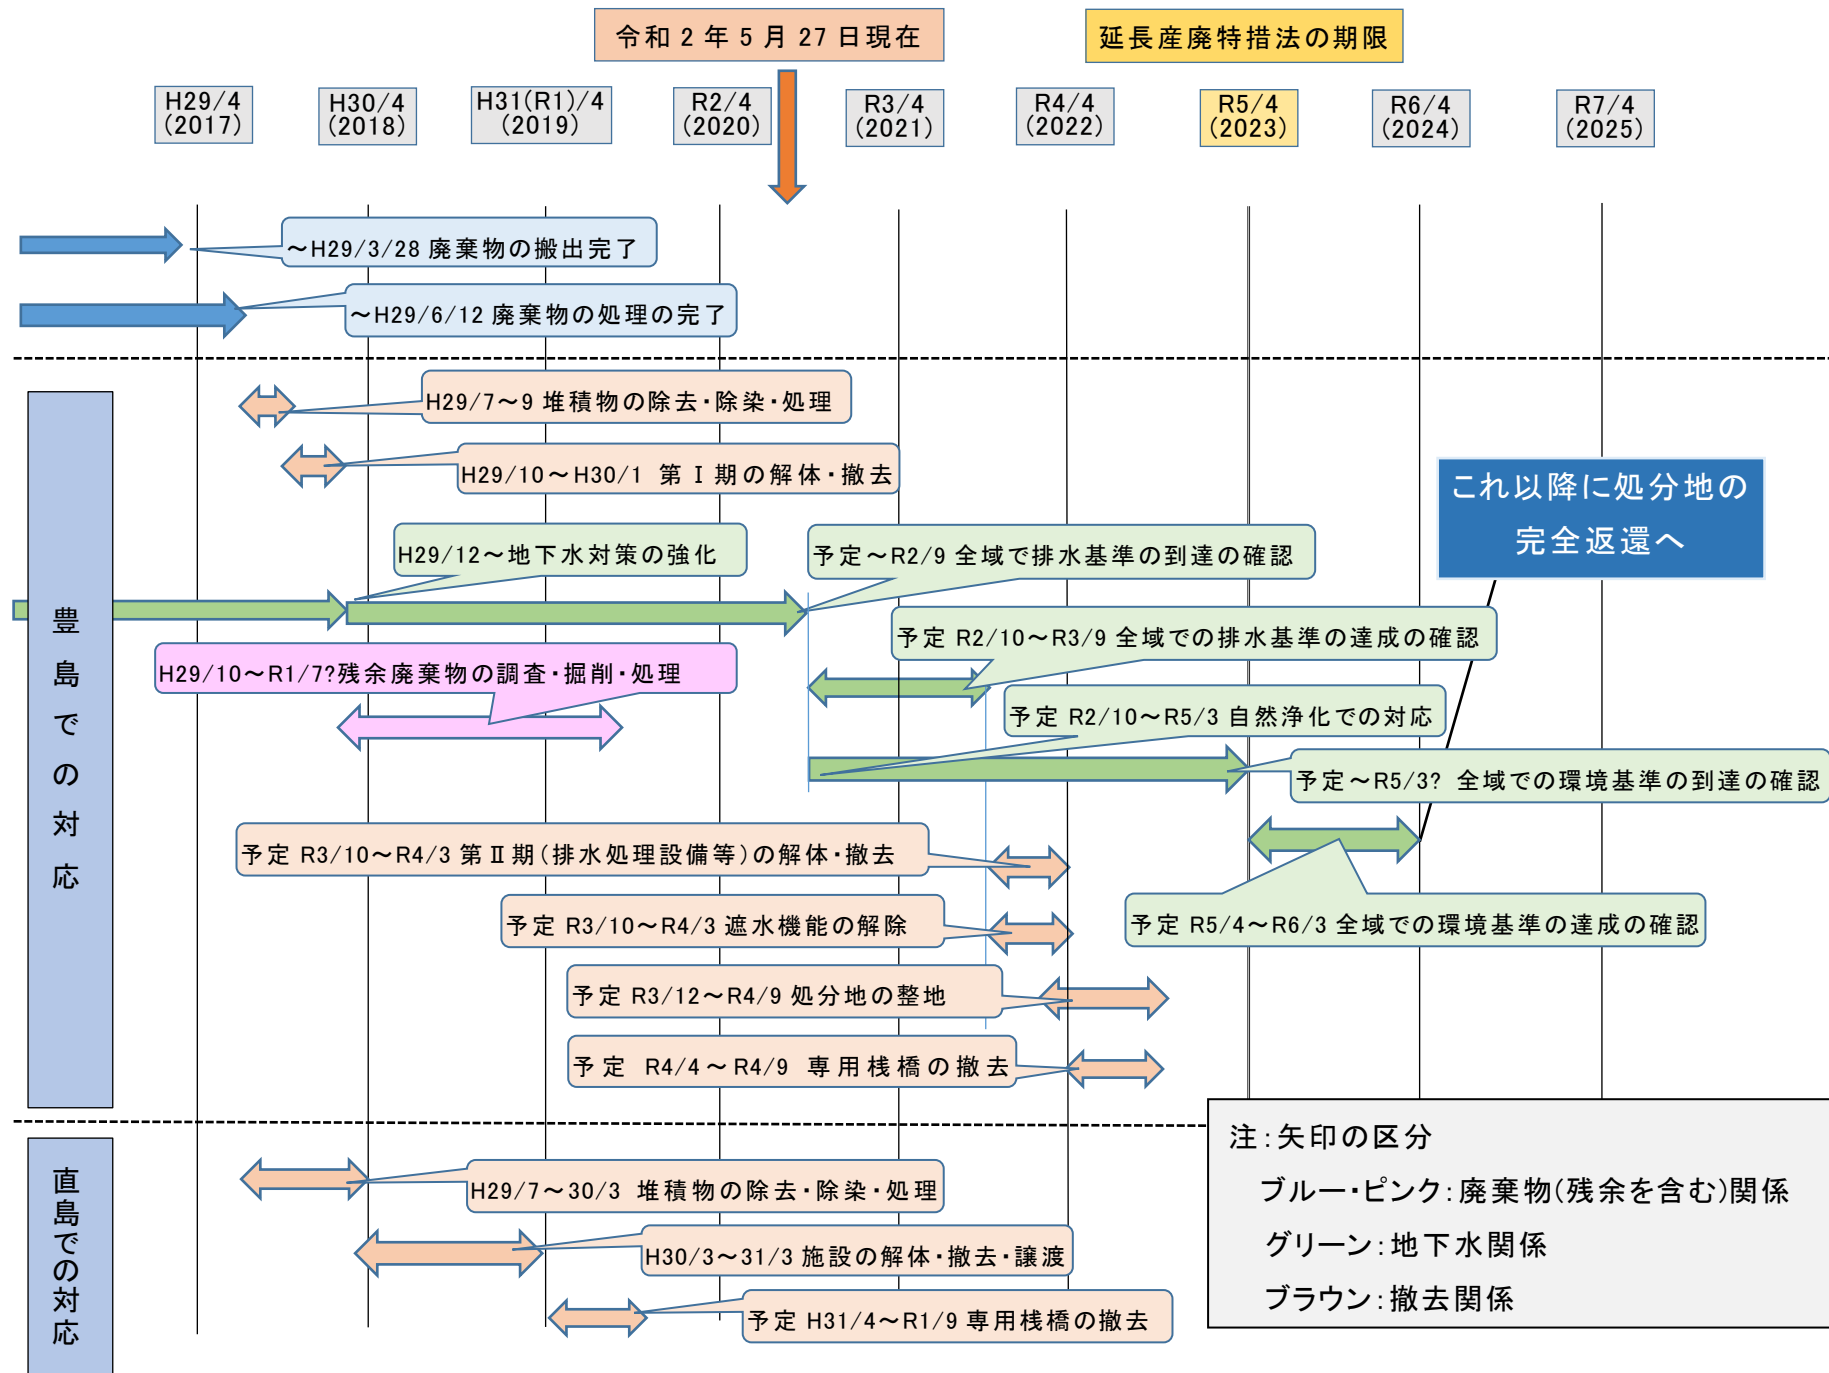 令和２年５月27日現在
延長産廃特措法の期限
H29/4
(2017)
H30/4
(2018)
H31(R1)/4
(2019)
R2/4
(2020)
R3/4
(2021)
R4/4
(2022)
R5/4
(2023)
R6/4
(2024)
R7/4
(2025)
～H29/3/28 廃棄物の搬出完了
～H29/6/12 廃棄物の処理の完了
豊島での対応
H29/7～9 堆積物の除去・除染・処理
H29/10～H30/1 第Ⅰ期の解体・撤去
これ以降に処分地の
完全返還へ
H29/12～地下水対策の強化
予定～R2/9 全域で排水基準の到達の確認
予定 R2/10～R3/9 全域での排水基準の達成の確認
H29/10～R1/7?残余廃棄物の調査・掘削・処理
予定 R2/10～R5/3 自然浄化での対応
予定～R5/3? 全域での環境基準の到達の確認
予定 R3/10～R4/3 第Ⅱ期(排水処理設備等)の解体・撤去
予定 R3/10～R4/3 遮水機能の解除
予定 R5/4～R6/3 全域での環境基準の達成の確認
予定 R3/12～R4/9 処分地の整地
予定 R4/4～R4/9 専用桟橋の撤去
直島での対応
H29/7～30/3 堆積物の除去・除染・処理
H30/3～31/3 施設の解体・撤去・譲渡
予定 H31/4～R1/9 専用桟橋の撤去
注：矢印の区分
ブルー・ピンク：廃棄物(残余を含む)関係
グリーン：地下水関係
ブラウン：撤去関係